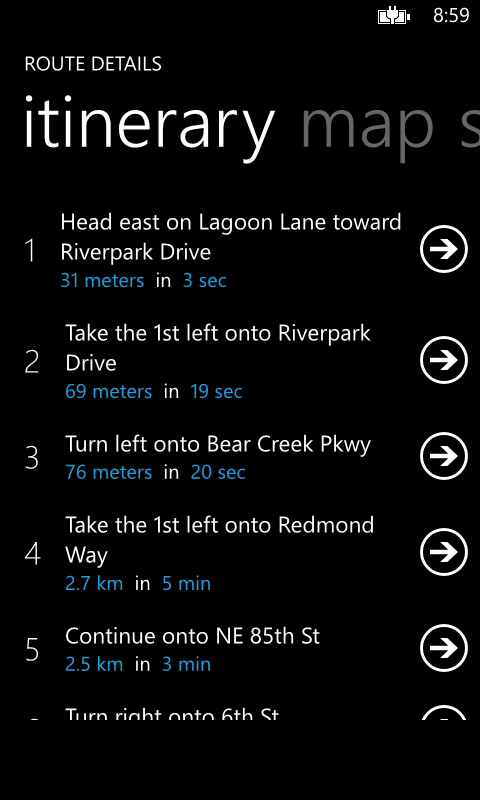 8:59
ROUTE DETAILS
itinerary map s
1 Head east on Lagoon Lane toward
Riverpark Drive
31 meters in 3 sec
2 Take the 1st left onto Riverpark
Drive
69 meters in 19 sec
3 Turn left onto Bear Creek Pkwy
76 meters in 20 sec
4 Take the 1st left onto Redmond
Way
2.7 km in 5 min
5 Continue onto NE 85th St
2.5 km in 3 min
Turn right onto 6th St